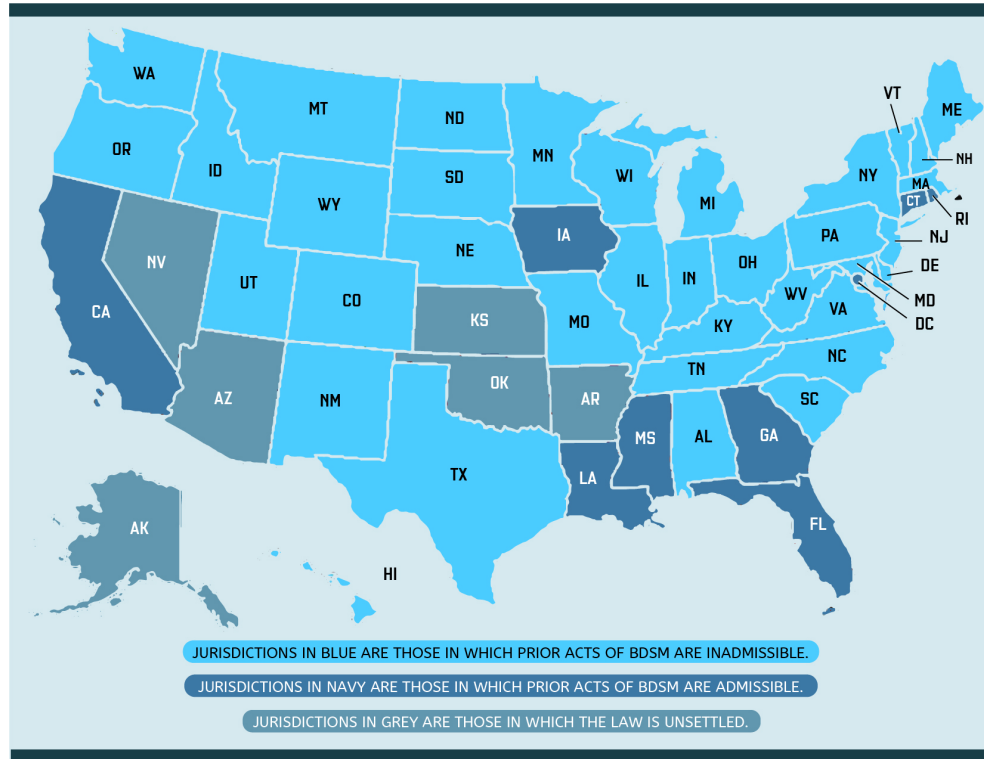 VT
ME
WA
MT
ND
MN
OR
ID
SD
WI
NH
NY
MA
WY
MI
CT
RI
IA
PA
NJ
NE
NV
OH
DE
UT
IL
IN
CO
WV
MD
CA
VA
KS
MO
KY
DC
NC
TN
OK
AZ
NM
AR
SC
MS
AL
GA
TX
LA
AK
FL
HI
JURISDICTIONS IN BLUE ARE THOSE IN WHICH PRIOR ACTS OF BDSM ARE INADMISSIBLE.
JURISDICTIONS IN NAVY ARE THOSE IN WHICH PRIOR ACTS OF BDSM ARE ADMISSIBLE.
JURISDICTIONS IN GREY ARE THOSE IN WHICH THE LAW IS UNSETTLED.